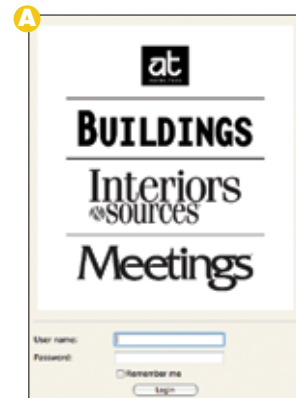 A
at
BUILDINGS
Interiors
&SOURCES
Meetings
User name:
Password:
Remember me
Login